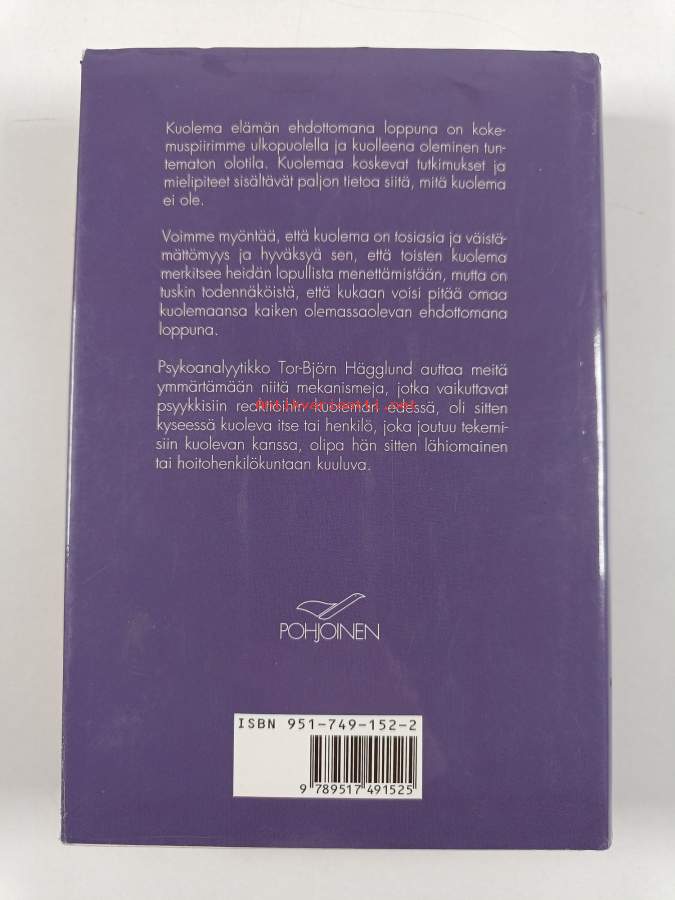 Kuolema elämän ehdottomana loppuna on koke-
muspiirimme ulkopuolella ja kuolleena oleminen tun-
tematon olotila. Kuolemaa koskevat tutkimukset ja
mielipiteet sisältävät paljon tietoa siitä, mitä kuolema
ei ole.
Voimme myöntää, että kuolema on tosiasia ja väistä-
mättömyys ja hyväksyä sen, että toisten kuolema
merkitsee heidän lopullista menettämistään, mutta on
tuskin todennäköistä, että kukaan voisi pitää omaa
kuolemaansa kaiken olemassaolevan ehdottomana
loppuna.
Psykoanalyytikko Tor-Björn Hägglund auttaa meitä
ymmärtämään niitä mekanismeja, jotka vaikuttavat
psyykkisiin reaktioihin kuoleman edessä, oli sitten
kyseessä kuoleva itse tai henkilö, joka joutuu tekemi-
siin kuolevan kanssa, olipa hän sitten lähiomainen
tai hoitohenkilökuntaan kuuluva.
POHJOINEN
ISBN 951-749-152-2
9 789517 491525